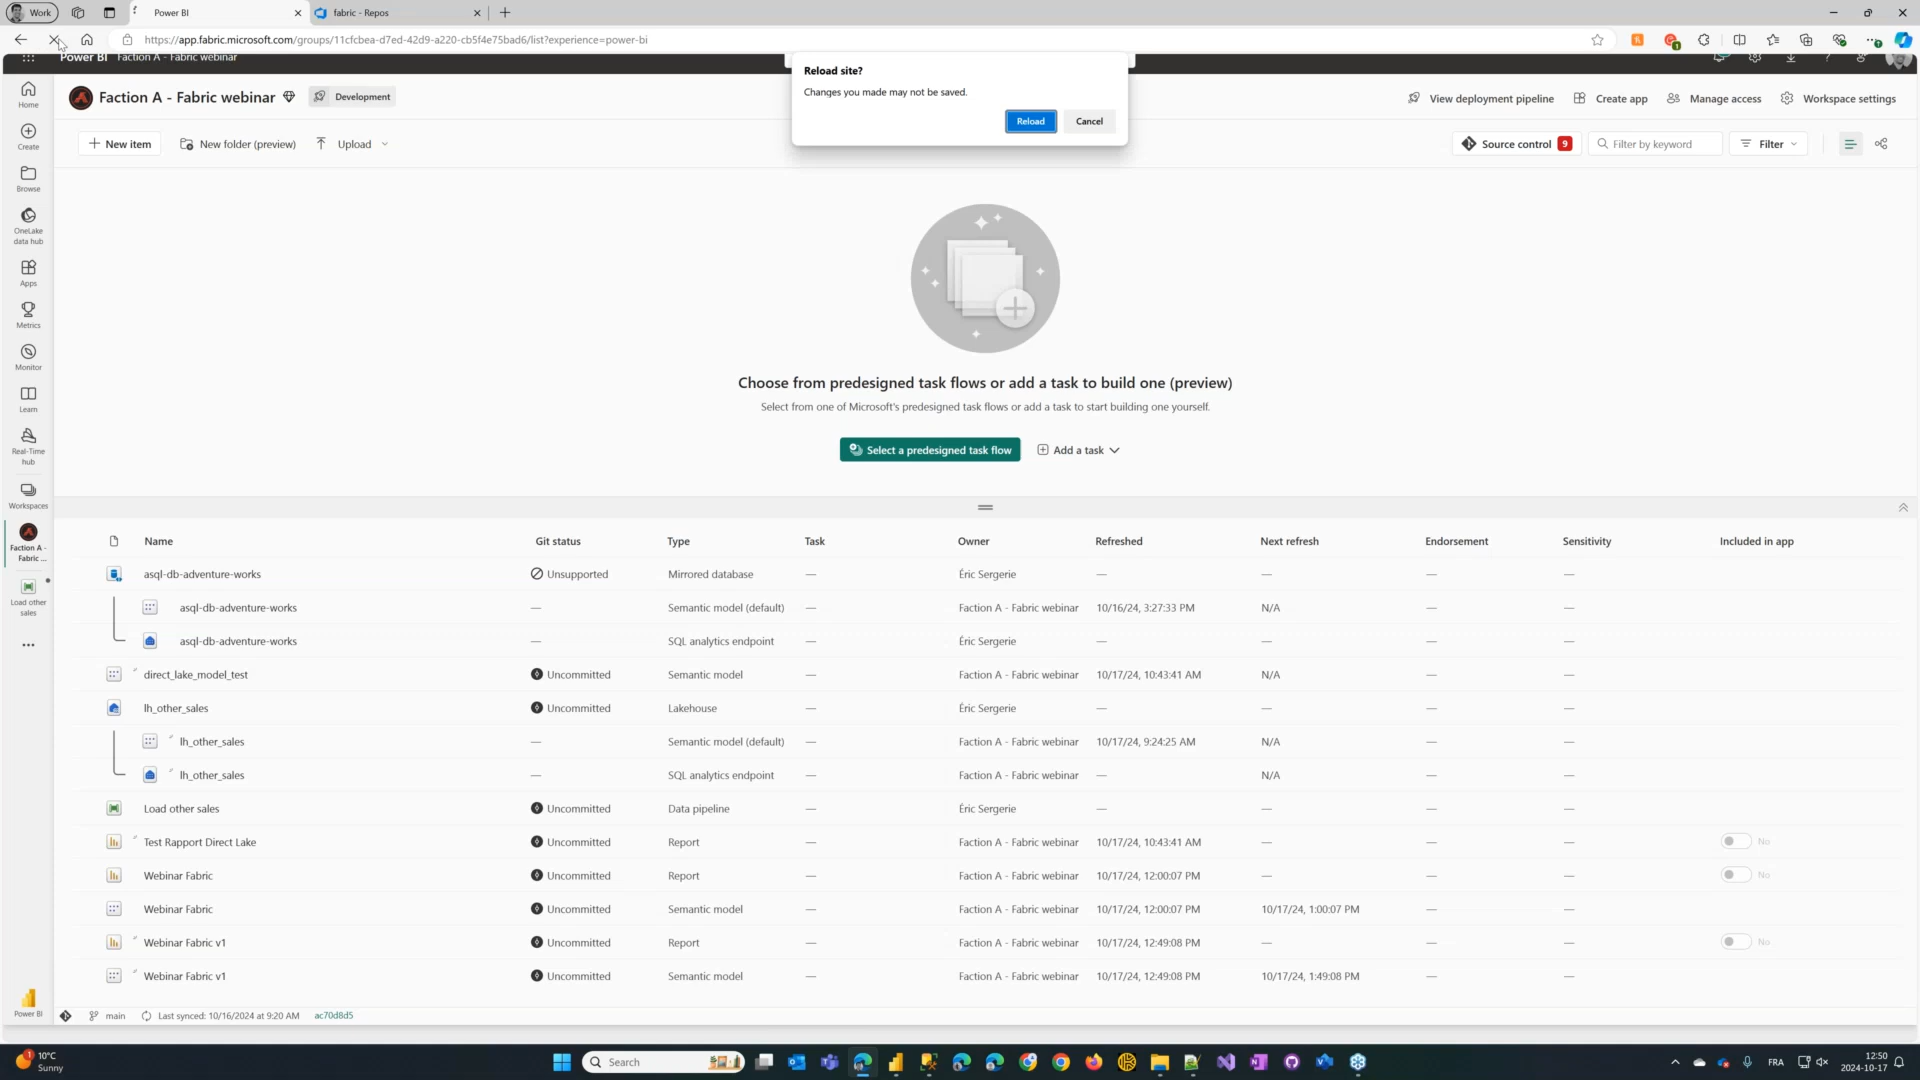 Work
Power BI
fabric - Repos
https://app.fabric.microsoft.com/groups/11cfcbea-d7ed-42d9-a220-cb5f4e75bad6/list?experience=power-bi
Power BI Faction A - Fabric webinar
Reload site?
Changes you made may not be saved.
Reload
Cancel
Home
Create
Browse
OneLake
data hub
Apps
Metrics
Monitor
Learn
Real-Time
hub
Workspaces
Faction A -
Fabric ...
Load other
sales
Power BI
Faction A - Fabric webinar
Development
View deployment pipeline
Create app
Manage access
Workspace settings
New item
New folder (preview)
Upload
Source control 9
Filter by keyword
Filter
Choose from predesigned task flows or add a task to build one (preview)
Select from one of Microsoft's predesigned task flows or add a task to start building one yourself.
Select a predesigned task flow
Add a task
Name Git status Type Task Owner Refreshed Next refresh Endorsement Sensitivity Included in app
asql-db-adventure-works Unsupported Mirrored database — Éric Sergerie — — — —
asql-db-adventure-works — Semantic model (default) — Faction A - Fabric webinar 10/16/24, 3:27:33 PM N/A — —
asql-db-adventure-works — SQL analytics endpoint — Éric Sergerie — — — —
direct_lake_model_test Uncommitted Semantic model — Faction A - Fabric webinar 10/17/24, 10:43:41 AM N/A — —
lh_other_sales Uncommitted Lakehouse — Éric Sergerie — — — —
lh_other_sales — Semantic model (default) — Faction A - Fabric webinar 10/17/24, 9:24:25 AM N/A — —
lh_other_sales — SQL analytics endpoint — Faction A - Fabric webinar — N/A — —
Load other sales Uncommitted Data pipeline — Éric Sergerie — — — —
Test Rapport Direct Lake Uncommitted Report — Faction A - Fabric webinar 10/17/24, 10:43:41 AM — — — No
Webinar Fabric Uncommitted Report — Faction A - Fabric webinar 10/17/24, 12:00:07 PM — — — No
Webinar Fabric Uncommitted Semantic model — Faction A - Fabric webinar 10/17/24, 12:00:07 PM 10/17/24, 1:00:07 PM — —
Webinar Fabric v1 Uncommitted Report — Faction A - Fabric webinar 10/17/24, 12:49:08 PM — — — No
Webinar Fabric v1 Uncommitted Semantic model — Faction A - Fabric webinar 10/17/24, 12:49:08 PM 10/17/24, 1:49:08 PM — —
main Last synced: 10/16/2024 at 9:20 AM ac70d8d5
1
10°C
Sunny
Search
FRA
12:50
2024-10-17